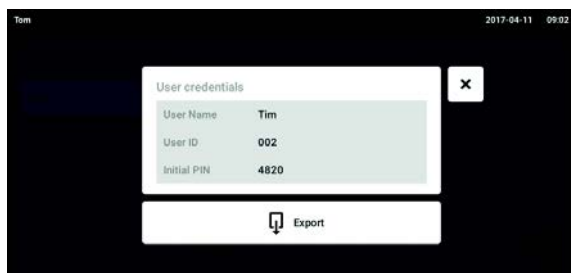 Tom 2017-04-11 09:02
User credentials
User Name Tim
User ID 002
Initial PIN 4820
Export